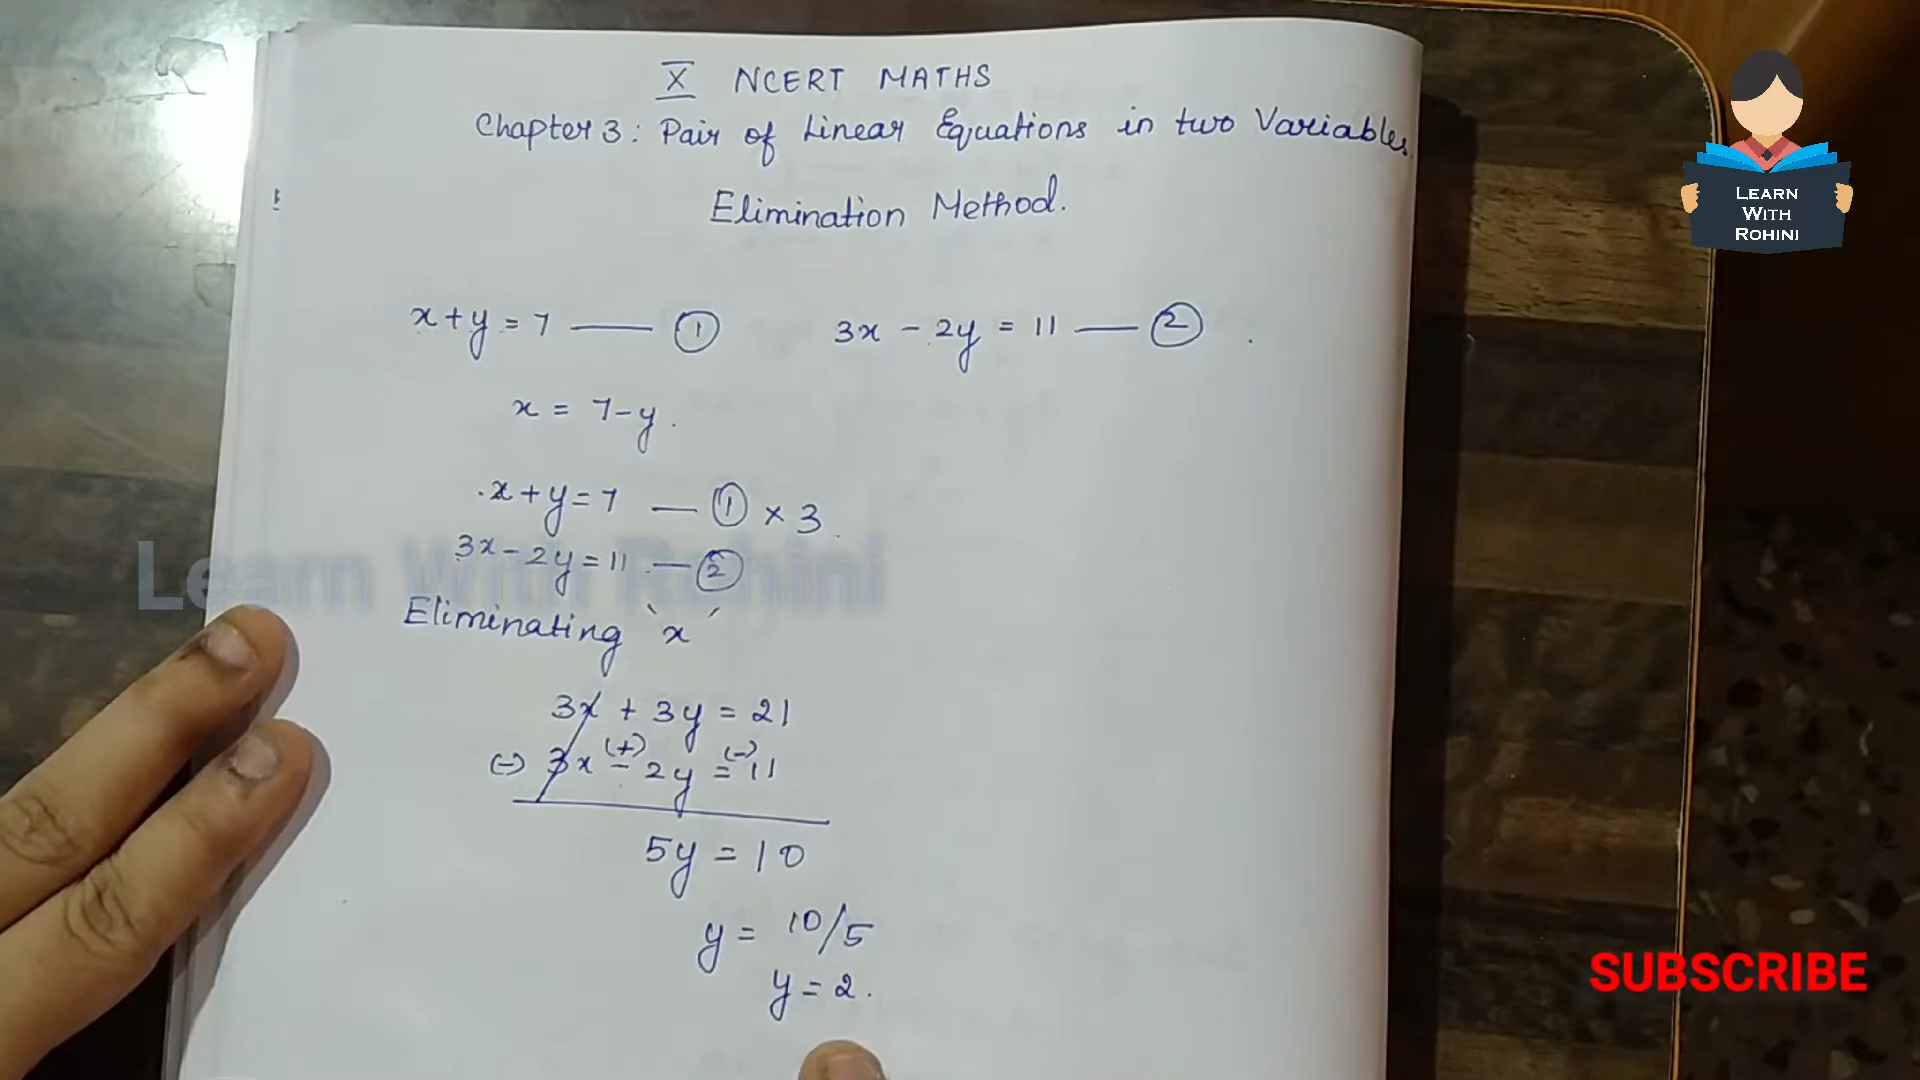 X NCERT MATHS
Chapter 3: Pair of Linear Equations in two Variables.
Elimination Method.
x+y = 7 — ① 3x - 2y = 11 — ②
x = 7-y.
x+y = 7 — ① × 3
3x - 2y = 11 — ②
Eliminating 'x'
3x + 3y = 21
(-) 3x (+) - 2y = (-) 11
5y = 10
y = 10/5
y = 2.
LEARN
WITH
ROHINI
Learn With Rohini
SUBSCRIBE